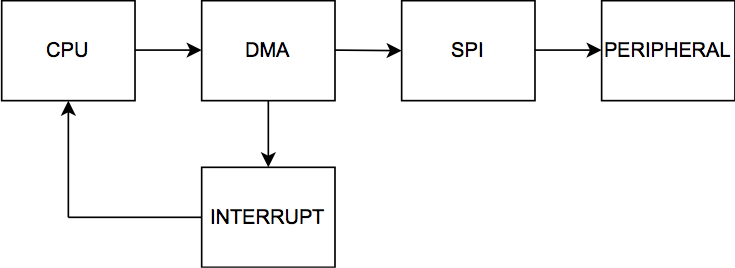 CPU
DMA
SPI
PERIPHERAL
INTERRUPT